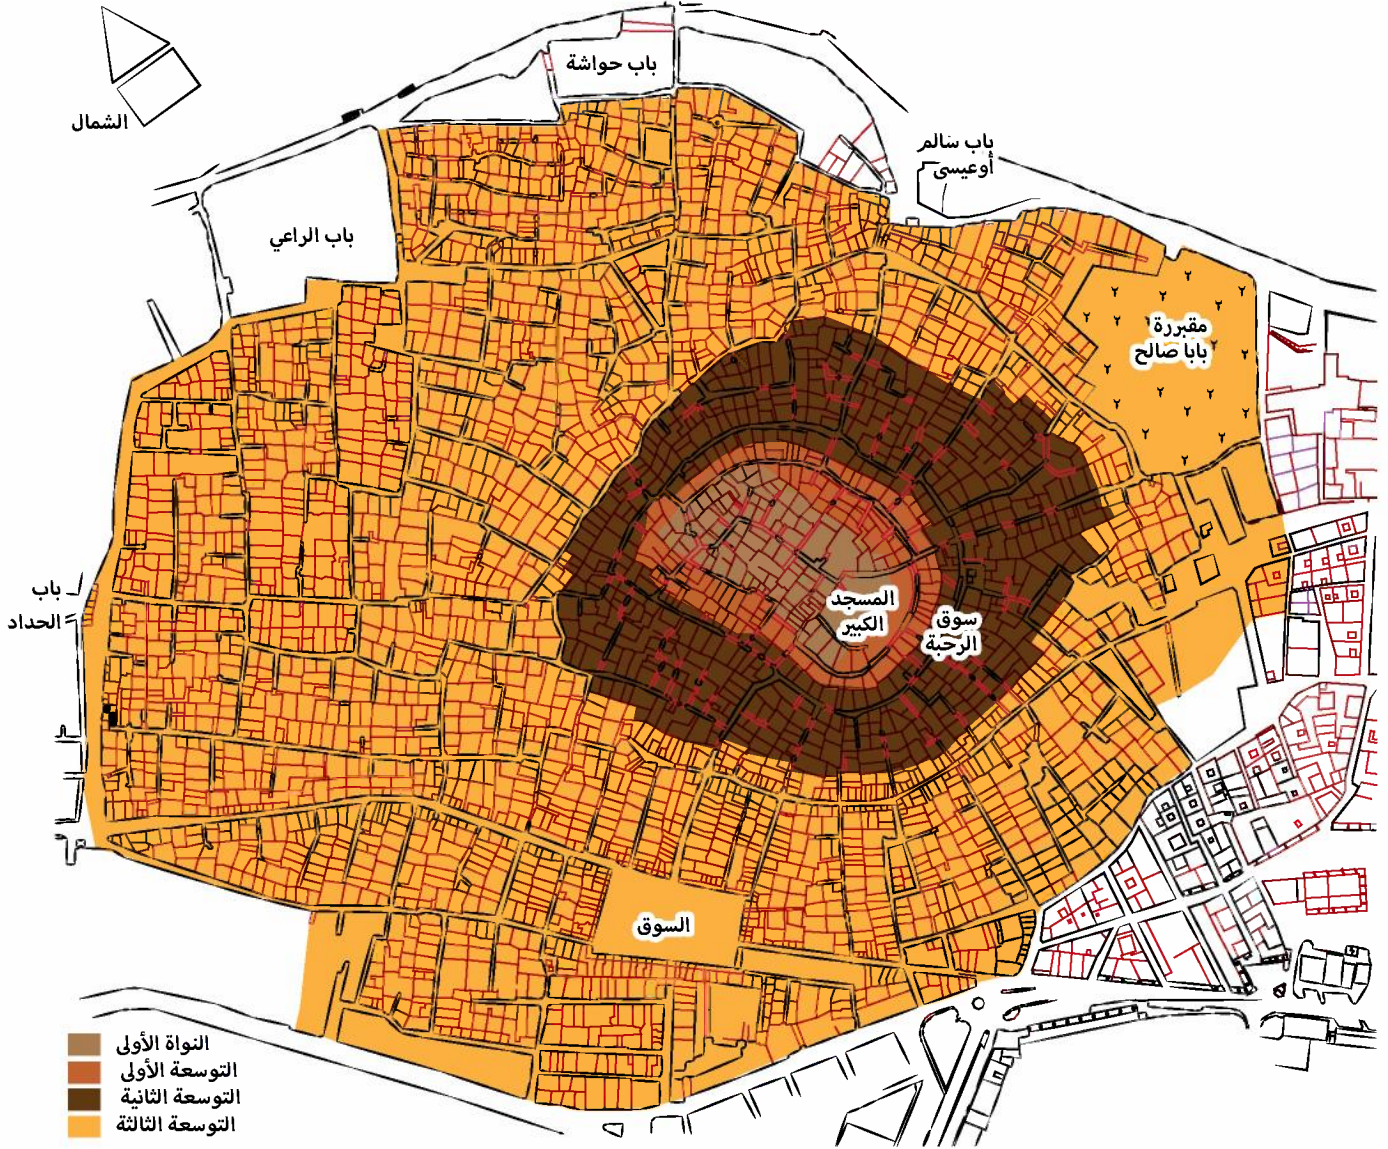 باب حواشة
باب سالم
أوعيسى
الشمال
باب الراعي
مقبررة
بابا صالح
باب
الحداد
المسجد
الكبير
سوق
الرحبة
السوق
النواة الأولى
التوسعة الأولى
التوسعة الثانية
التوسعة الثالثة